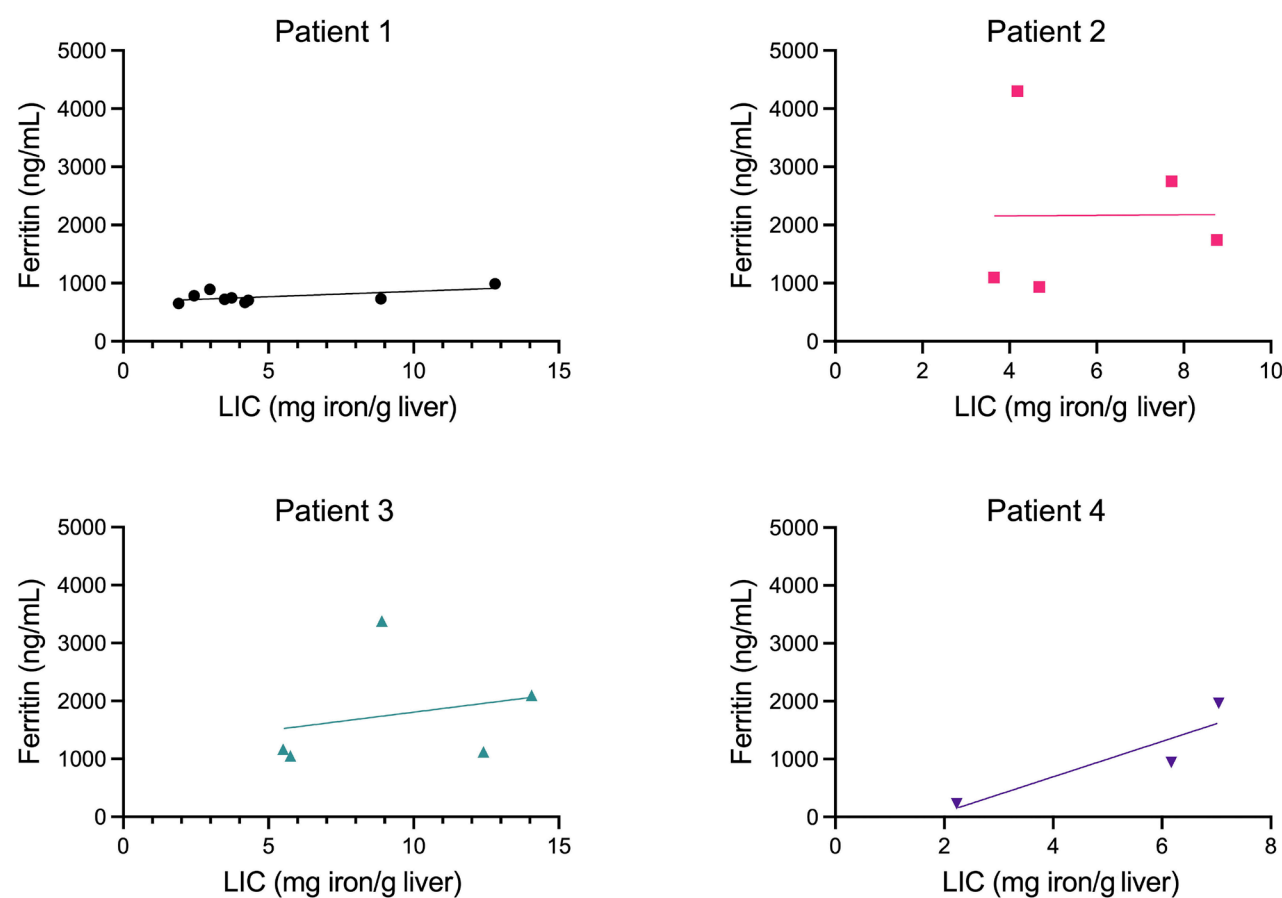 Patient 1
5000
4000
3000
2000
1000
0
Ferritin (ng/mL)
0 5 10 15
LIC (mg iron/g liver)
Patient 2
5000
4000
3000
2000
1000
0
Ferritin (ng/mL)
0 2 4 6 8 10
LIC (mg iron/g liver)
Patient 3
5000
4000
3000
2000
1000
0
Ferritin (ng/mL)
0 5 10 15
LIC (mg iron/g liver)
Patient 4
5000
4000
3000
2000
1000
0
Ferritin (ng/mL)
0 2 4 6 8
LIC (mg iron/g liver)